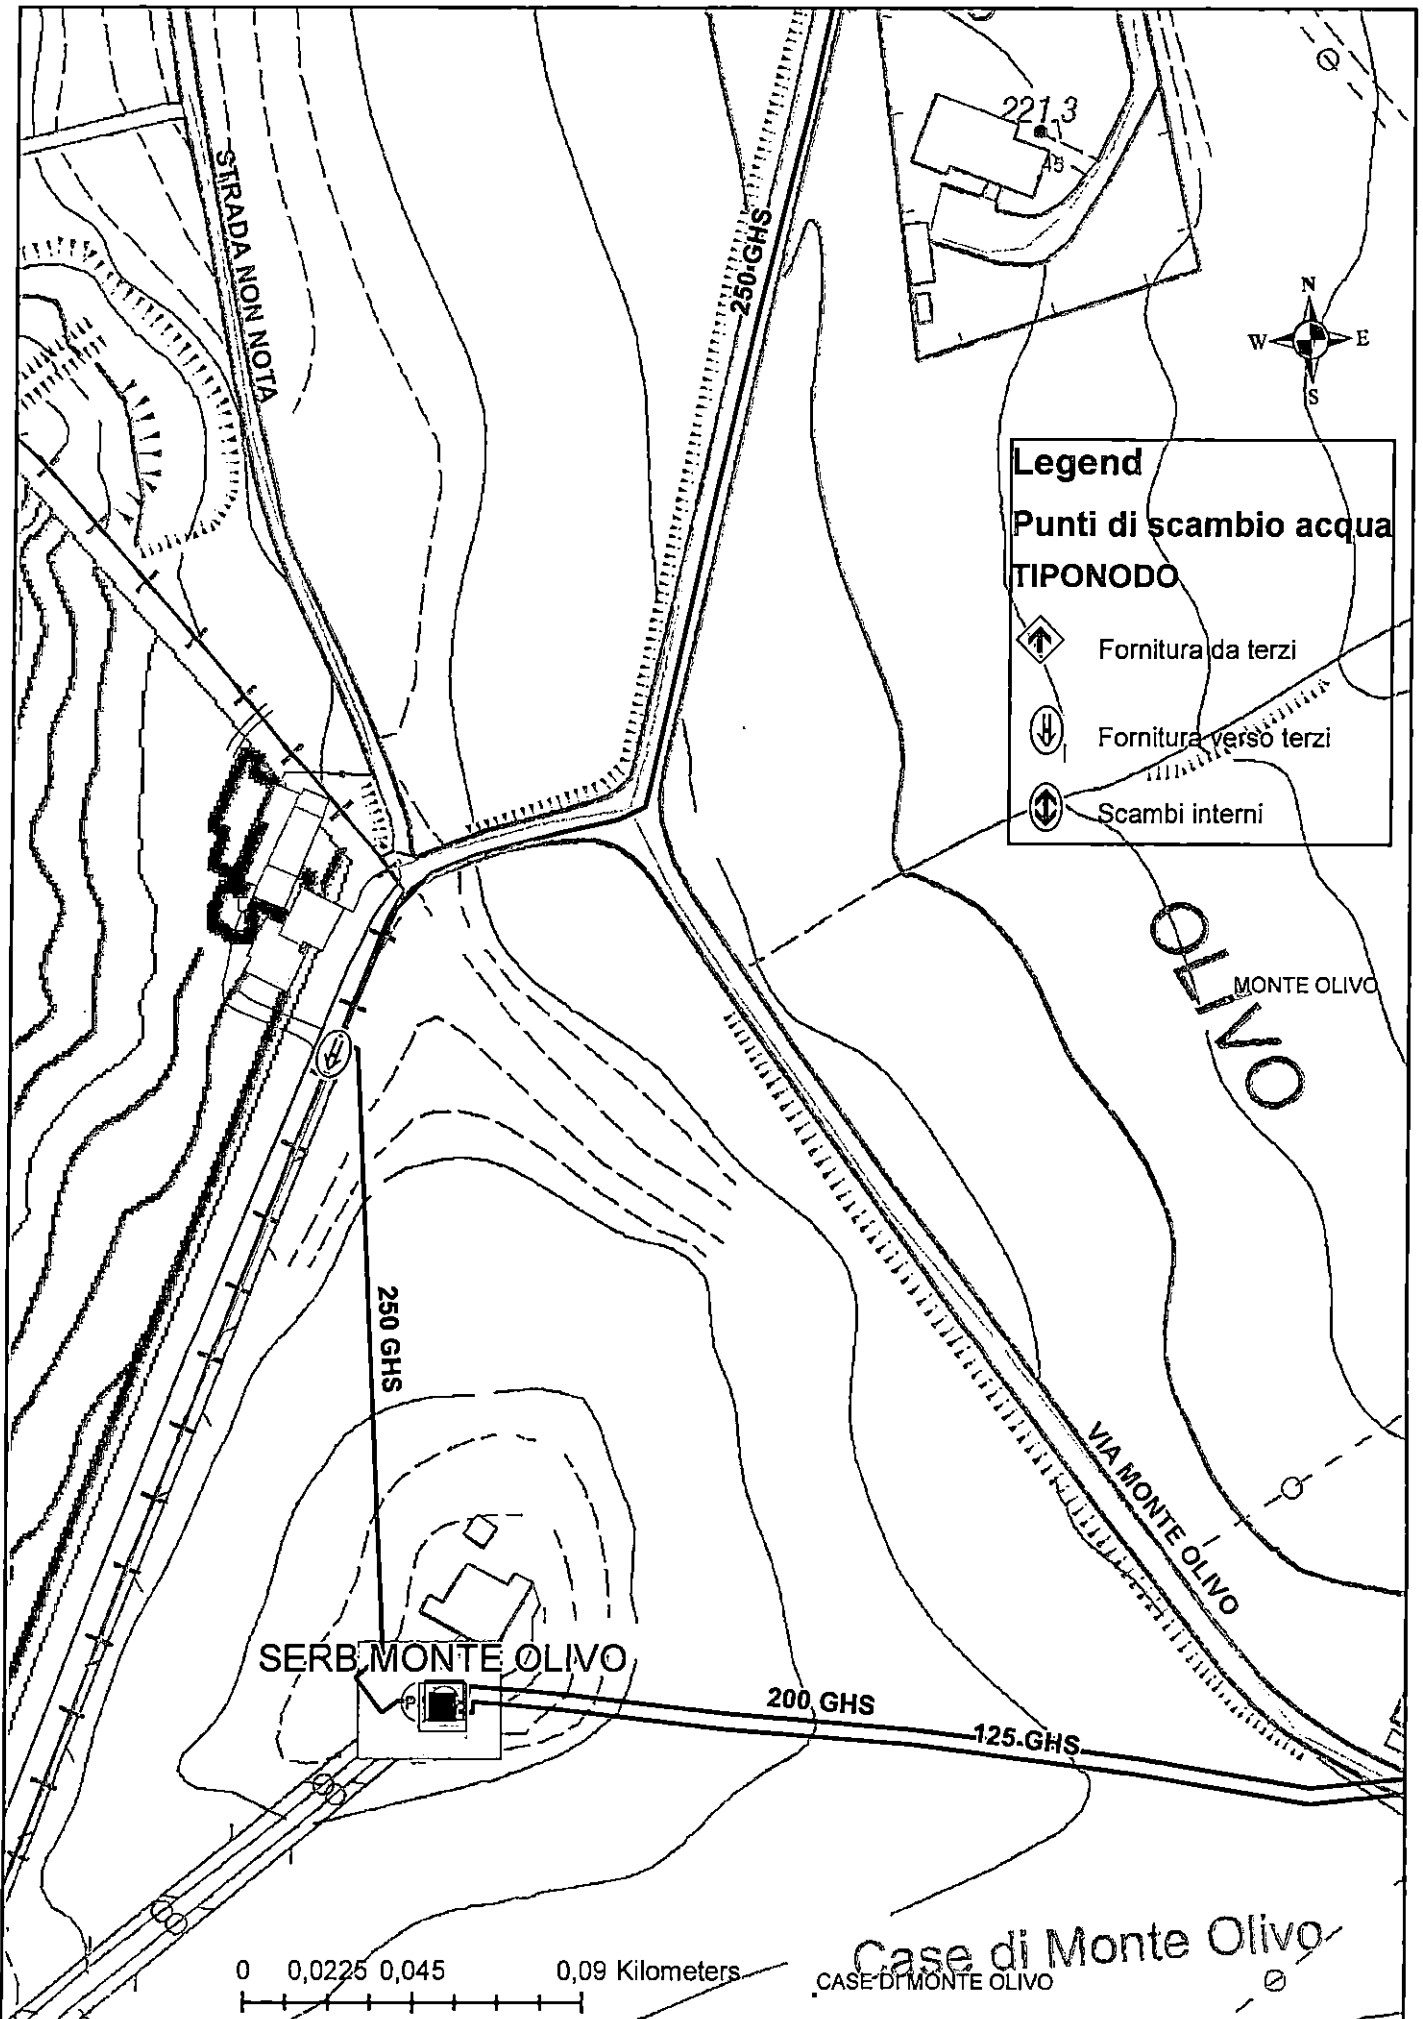 221.3
45
STRADA NON NOTA
250 GHS
N
W E
S
Legend
Punti di scambio acqua
TIPONODO
Fornitura da terzi
Fornitura verso terzi
Scambi interni
OLIVO
MONTE OLIVO
250 GHS
VIA MONTE OLIVO
SERB MONTE OLIVO
P
200 GHS
125 GHS
Case di Monte Olivo
CASE DI MONTE OLIVO
0 0,0225 0,045 0,09 Kilometers